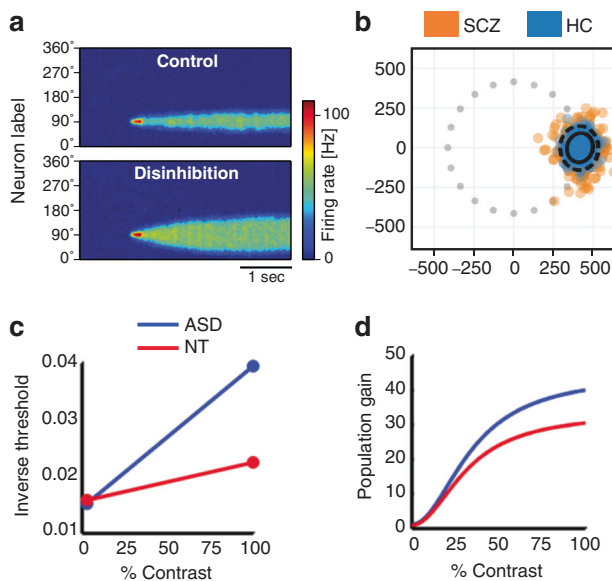 a
Control
360°
270°
180°
90°
0°
Disinhibition
360°
270°
180°
90°
0°
Neuron label
1 sec
100
0
Firing rate [Hz]
b
SCZ
HC
500
250
0
−250
−500
−500
−250
0
250
500
c
ASD
NT
0.04
0.03
0.02
0.01
Inverse threshold
0
25
50
75
100
% Contrast
d
50
40
30
20
10
0
Population gain
0
25
50
75
100
% Contrast